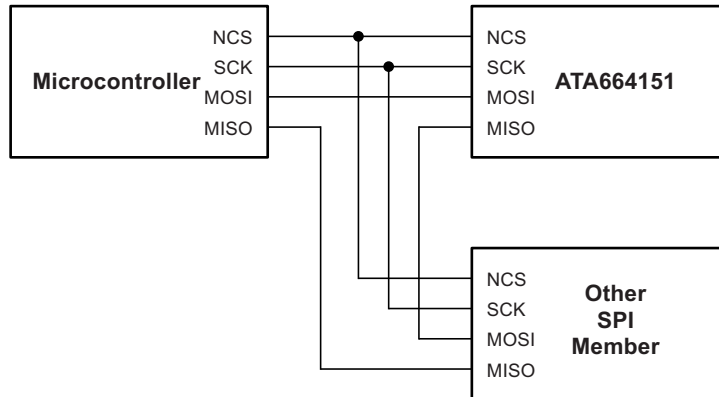 Microcontroller
NCS
SCK
MOSI
MISO
NCS
SCK
MOSI
MISO
ATA664151
NCS
SCK
MOSI
MISO
Other
SPI
Member